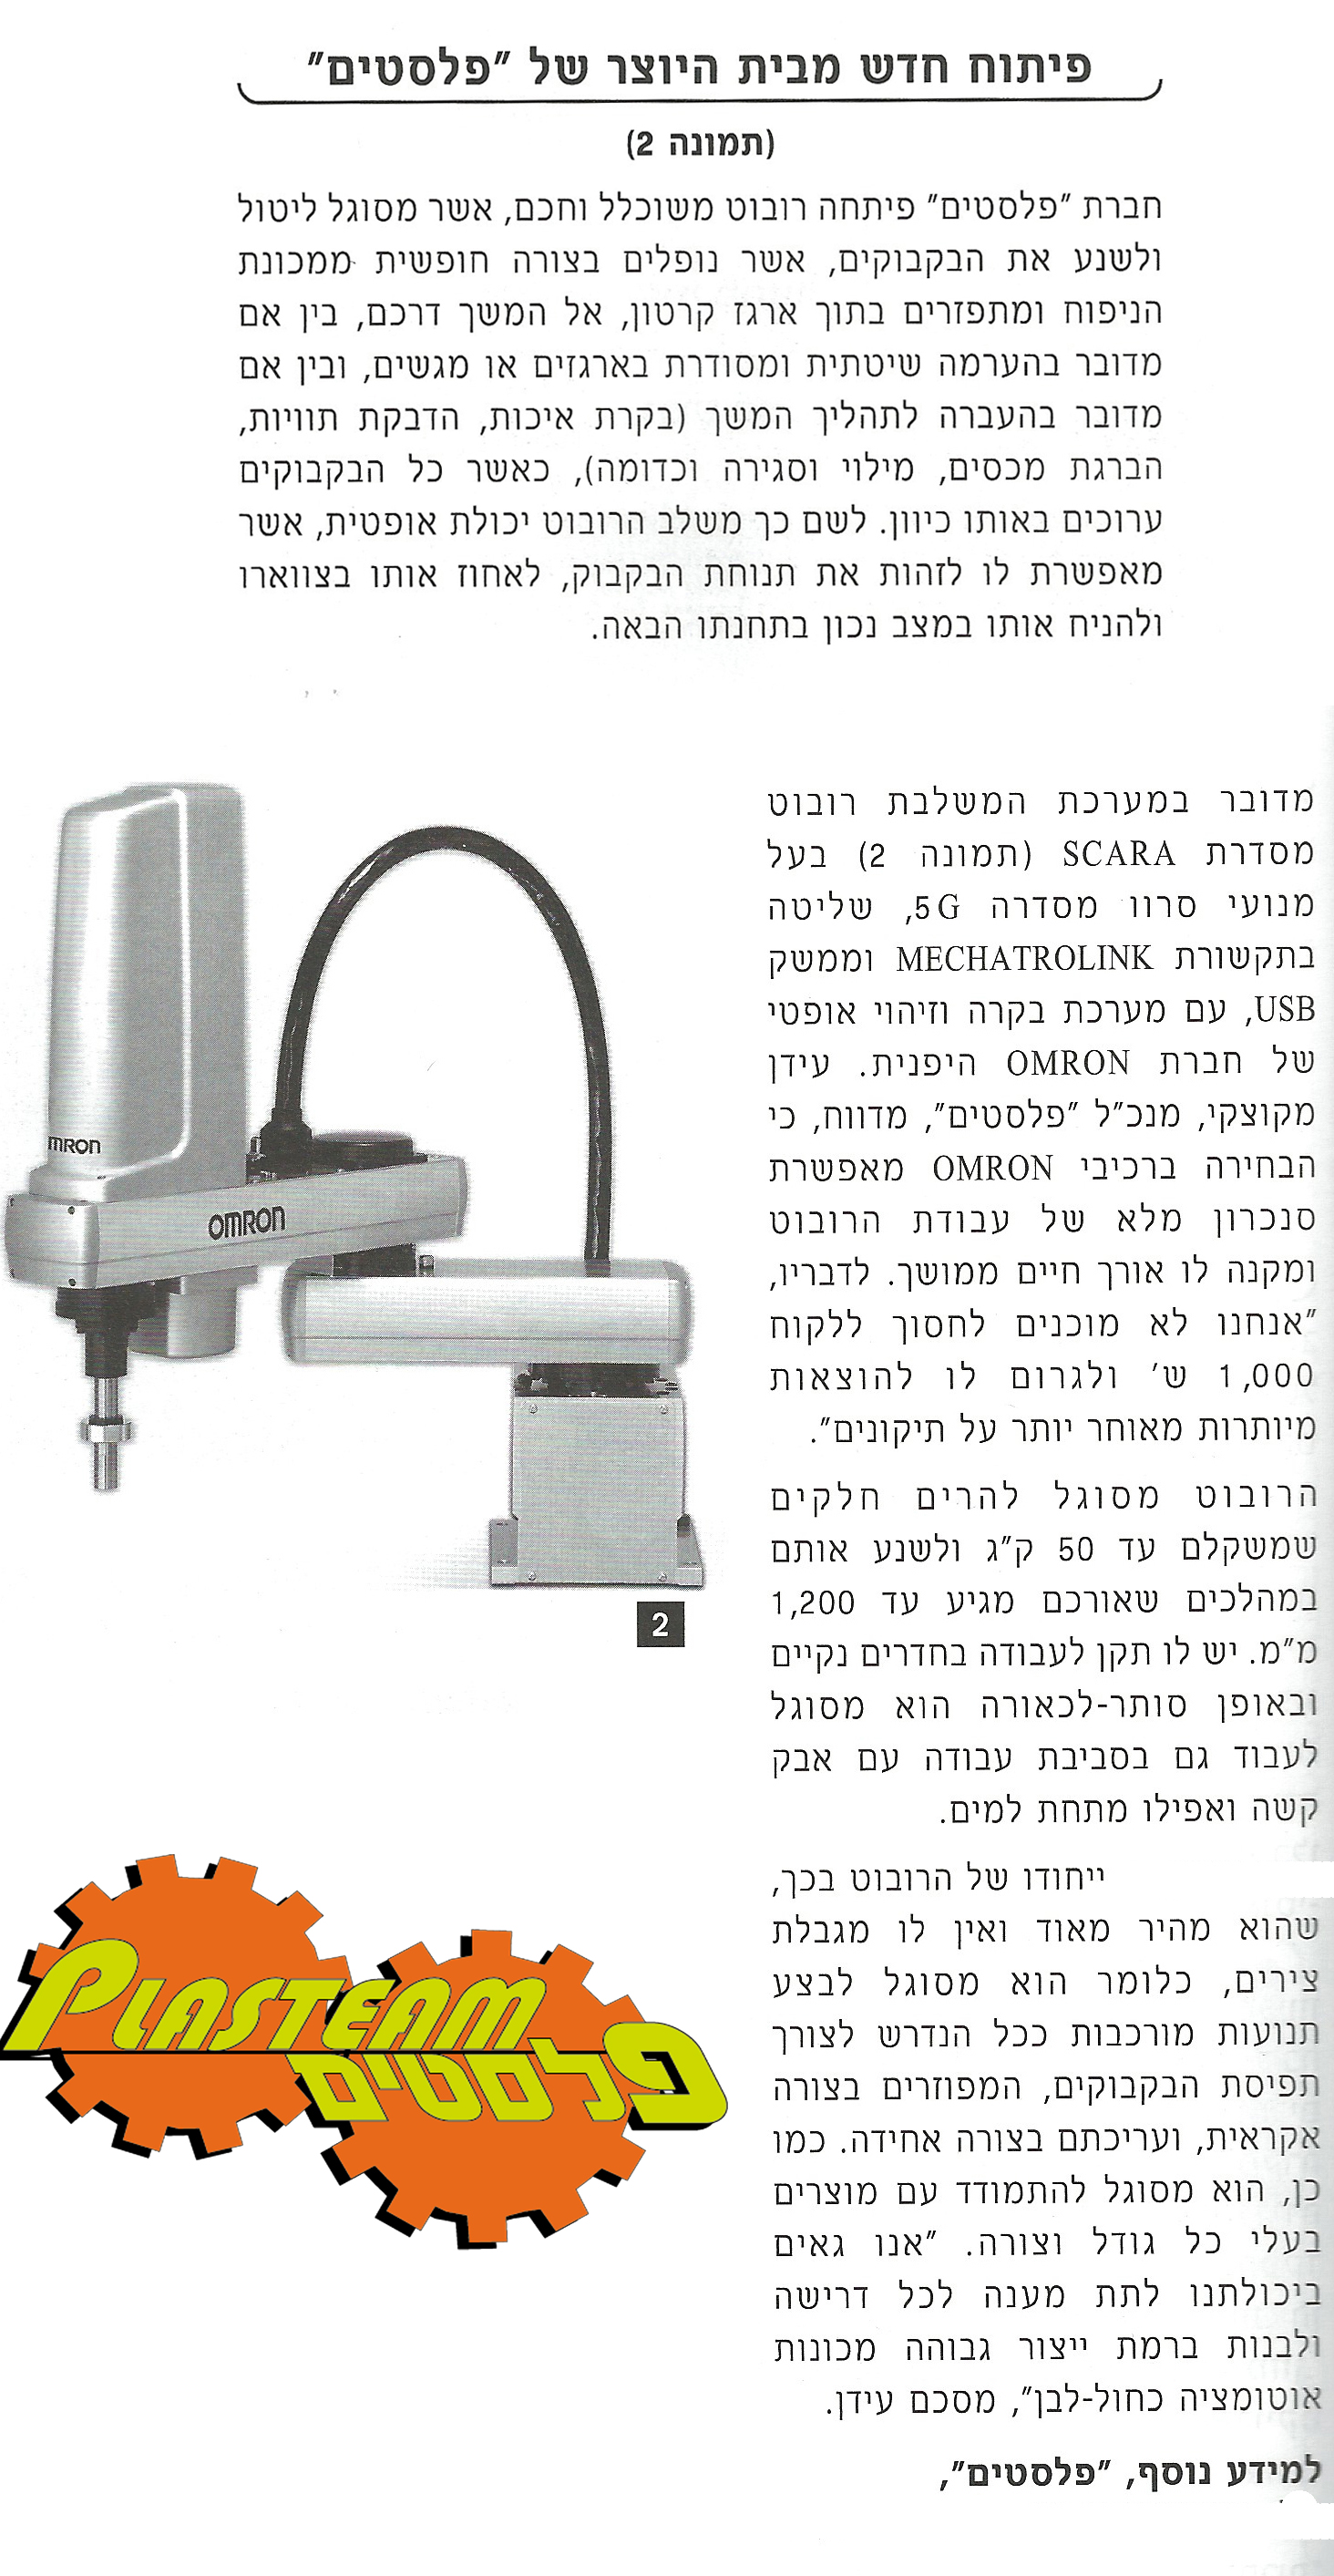 פיתוח חדש מבית היוצר של "פלסטים"
(תמונה 2)
חברת "פלסטים" פיתחה רובוט משוכלל וחכם, אשר מסוגל ליטול
ולשנע את הבקבוקים, אשר נופלים בצורה חופשית ממכונת
הניפוח ומתפזרים בתוך ארגז קרטון, אל המשך דרכם, בין אם
מדובר בהערמה שיטתית ומסודרת בארגזים או מגשים, ובין אם
מדובר בהעברה לתהליך המשך (בקרת איכות, הדבקת תוויות,
הברגת מכסים, מילוי וסגירה וכדומה), כאשר כל הבקבוקים
ערוכים באותו כיוון. לשם כך משלב הרובוט יכולת אופטית, אשר
מאפשרת לו לזהות את תנוחת הבקבוק, לאחוז אותו בצווארו
ולהניח אותו במצב נכון בתחנתו הבאה.
מדובר במערכת המשלבת רובוט
מסדרת SCARA (תמונה 2) בעל
מנועי סרוו מסדרה 5G, שליטה
בתקשורת MECHATROLINK וממשק
USB, עם מערכת בקרה וזיהוי אופטי
של חברת OMRON היפנית. עידן
מקוצקי, מנכ"ל "פלסטים", מדווח, כי
הבחירה ברכיבי OMRON מאפשרת
סנכרון מלא של עבודת הרובוט
ומקנה לו אורך חיים ממושך. לדבריו,
"אנחנו לא מוכנים לחסוך ללקוח
1,000 ש' ולגרום לו להוצאות
מיותרות מאוחר יותר על תיקונים".
הרובוט מסוגל להרים חלקים
שמשקלם עד 50 ק"ג ולשנע אותם
במהלכים שאורכם מגיע עד 1,200
מ"מ. יש לו תקן לעבודה בחדרים נקיים
ובאופן סותר-לכאורה הוא מסוגל
לעבוד גם בסביבת עבודה עם אבק
קשה ואפילו מתחת למים.
ייחודו של הרובוט בכך,
שהוא מהיר מאוד ואין לו מגבלת
צירים, כלומר הוא מסוגל לבצע
תנועות מורכבות ככל הנדרש לצורך
תפיסת הבקבוקים, המפוזרים בצורה
אקראית, ועריכתם בצורה אחידה. כמו
כן, הוא מסוגל להתמודד עם מוצרים
בעלי כל גודל וצורה. "אנו גאים
ביכולתנו לתת מענה לכל דרישה
ולבנות ברמת ייצור גבוהה מכונות
אוטומציה כחול-לבן", מסכם עידן.
למידע נוסף, "פלסטים",
MRON
OMRON
2
PLASTEAM
פלסטים